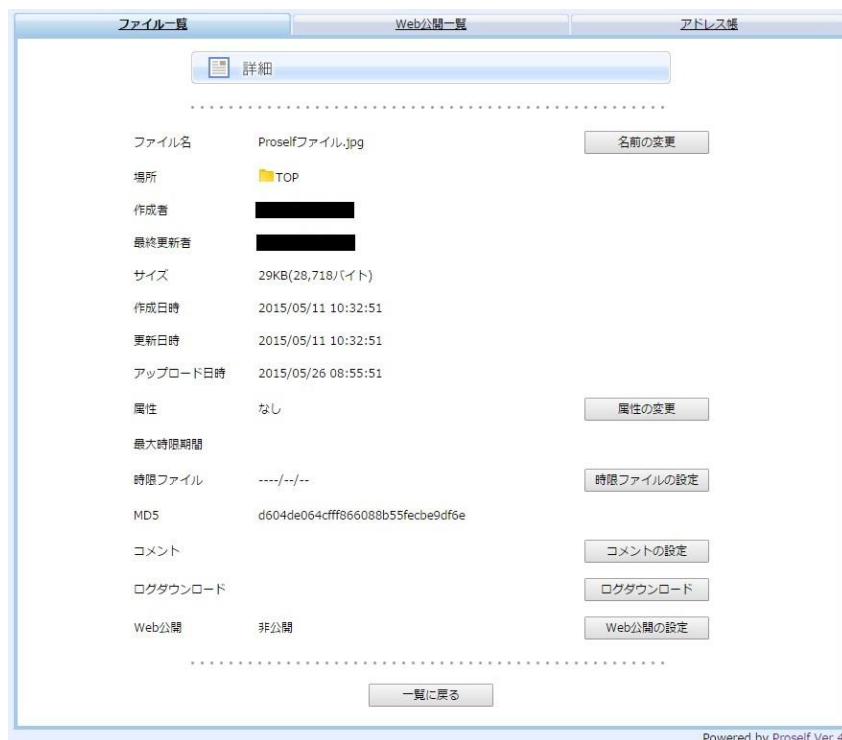 ファイル一覧 Web公開一覧 アドレス帳
詳細
ファイル名 Proselfファイル.jpg 名前の変更
場所 TOP
作成者
最終更新者
サイズ 29KB(28,718バイト)
作成日時 2015/05/11 10:32:51
更新日時 2015/05/11 10:32:51
アップロード日時 2015/05/26 08:55:51
属性 なし 属性の変更
最大時限期間
時限ファイル ----/--/-- 時限ファイルの設定
MD5 d604de064cfff866088b55fecbe9df6e
コメント コメントの設定
ログダウンロード ログダウンロード
Web公開 非公開 Web公開の設定
一覧に戻る
Powered by Proself Ver 4